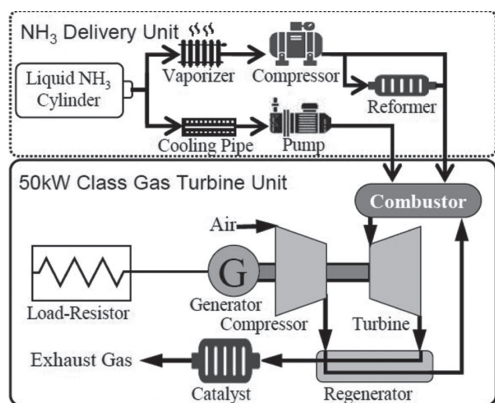 NH₃ Delivery Unit
Liquid NH₃
Cylinder
Vaporizer
Compressor
Reformer
Cooling Pipe
Pump
50kW Class Gas Turbine Unit
Combustor
Air
G
Generator
Load-Resistor
Compressor
Turbine
Exhaust Gas
Catalyst
Regenerator